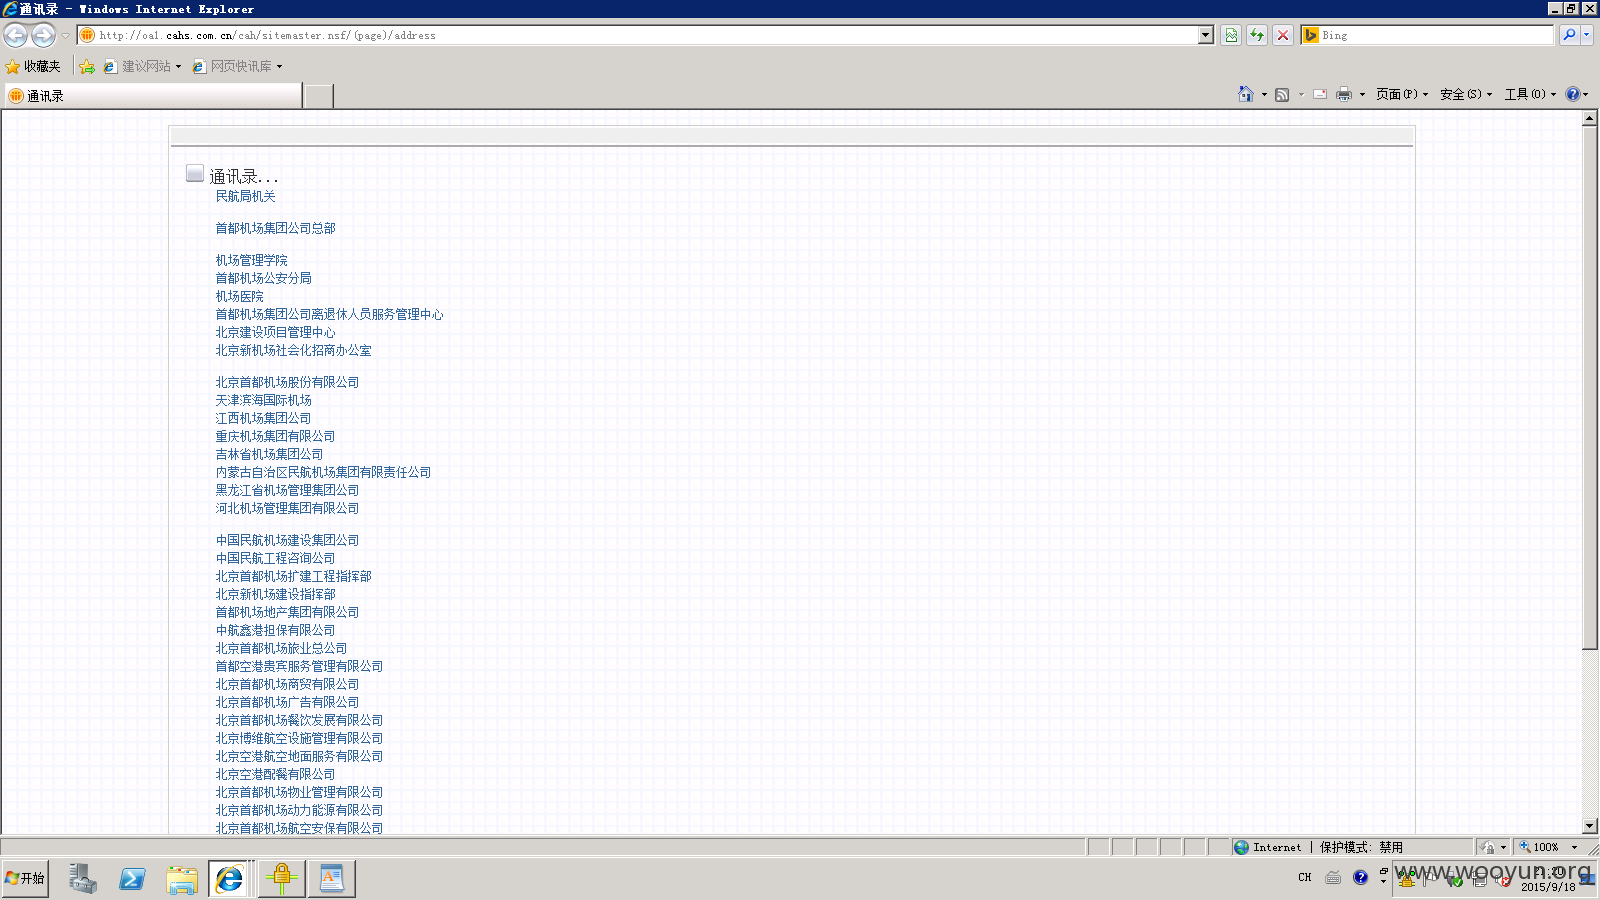 通讯录 - Windows Internet Explorer
http://oa1.cahs.com.cn/cah/sitemaster.nsf/(page)/address
Bing
收藏夹
建议网站
网页快讯库
通讯录
页面(P)
安全(S)
工具(O)
通讯录...
民航局机关
首都机场集团公司总部
机场管理学院
首都机场公安分局
机场医院
首都机场集团公司离退休人员服务管理中心
北京建设项目管理中心
北京新机场社会化招商办公室
北京首都机场股份有限公司
天津滨海国际机场
江西机场集团公司
重庆机场集团有限公司
吉林省机场集团公司
内蒙古自治区民航机场集团有限责任公司
黑龙江省机场管理集团公司
河北机场管理集团有限公司
中国民航机场建设集团公司
中国民航工程咨询公司
北京首都机场扩建工程指挥部
北京新机场建设指挥部
首都机场地产集团有限公司
中航鑫港担保有限公司
北京首都机场旅业总公司
首都空港贵宾服务管理有限公司
北京首都机场商贸有限公司
北京首都机场广告有限公司
北京首都机场餐饮发展有限公司
北京博维航空设施管理有限公司
北京空港航空地面服务有限公司
北京空港配餐有限公司
北京首都机场物业管理有限公司
北京首都机场动力能源有限公司
北京首都机场航空安保有限公司
Internet | 保护模式: 禁用
100%
开始
CH
21:20
2015/9/18
www.wooyun.org